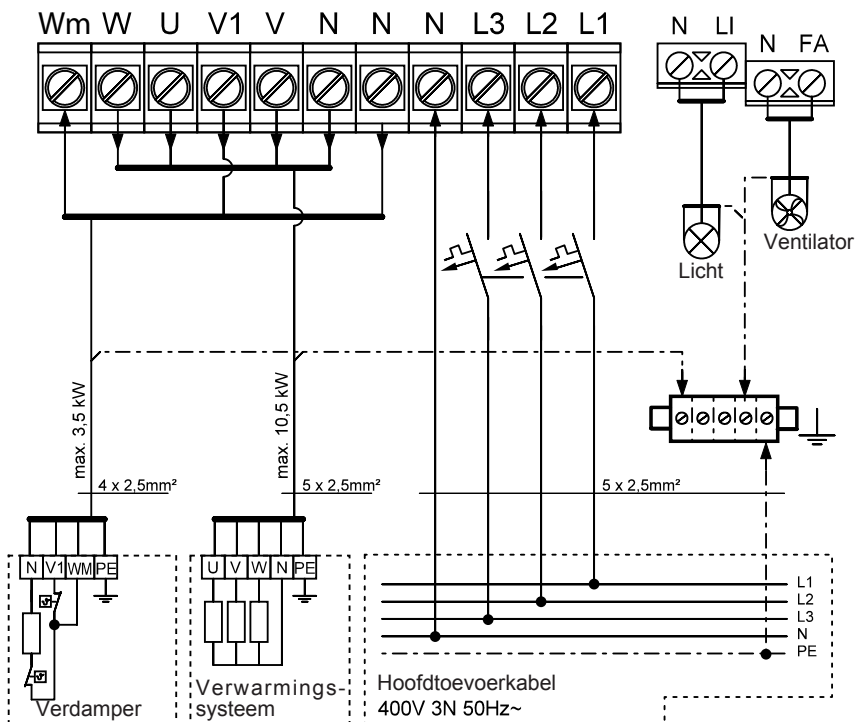 Wm W U V1 V N N N L3 L2 L1
N LI
N FA
Licht
Ventilator
max. 3,5 kW
max. 10,5 kW
4 x 2,5mm²
5 x 2,5mm²
5 x 2,5mm²
N V1 WM PE
U V W N PE
L1
L2
L3
N
PE
Verdamper
Verwarmings-
systeem
Hoofdtoevoerkabel
400V 3N 50Hz~